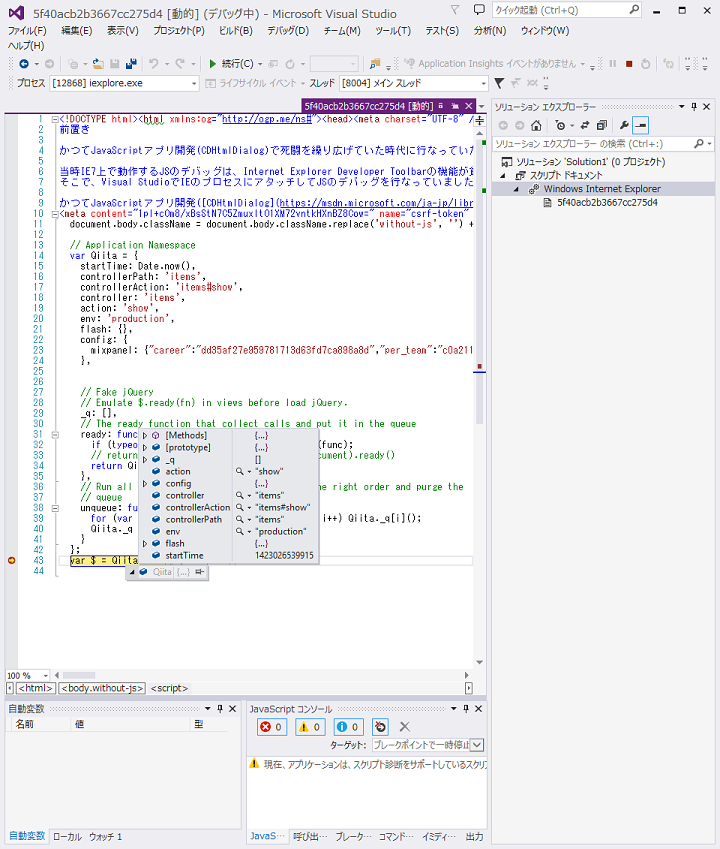 5f40acb2b3667cc275d4 [動的] (デバッグ中) - Microsoft Visual Studio
クイック起動 (Ctrl+Q)
ファイル(F) 編集(E) 表示(V) プロジェクト(P) ビルド(B) デバッグ(D) チーム(M) ツール(T) テスト(S) 分析(N) ウィンドウ(W)
ヘルプ(H)
続行(C) Application Insights イベントがありません
プロセス [12868] iexplore.exe ライフサイクル イベント スレッド [8004] メイン スレッド
5f40acb2b3667cc275d4 [動的]
1 <!DOCTYPE html><html xmlns:og="http://ogp.me/ns#"><head><meta charset="UTF-8" /
2 前置き
3
4 かつてJavaScriptアプリ開発(CDHtmlDialog)で死闘を繰り広げていた時代に行なってい
5
6 当時IE7上で動作するJSのデバッグは、Internet Explorer Developer Toolbarの機能が
7 そこで、Visual StudioでIEのプロセスにアタッチしてJSのデバッグを行なっていました
8
9 かつてJavaScriptアプリ開発([CDHtmlDialog](https://msdn.microsoft.com/ja-jp/libr
10 <meta content="lpl+cOm8/xBsStN7C5ZmuxItOlXM72vntkHXnBZ8Cow=" name="csrf-token"
11 document.body.className = document.body.className.replace('without-js', '') +
12
13 // Application Namespace
14 var Qiita = {
15 startTime: Date.now(),
16 controllerPath: 'items',
17 controllerAction: 'items#show',
18 controller: 'items',
19 action: 'show',
20 env: 'production',
21 flash: {},
22 config: {
23 mixpanel: {"career":"dd35af27e959781713d63fd7ca898a8d","per_team":"c0a211
24 },
25
26
27 // Fake jQuery
28 // Emulate $.ready(fn) in views before load jQuery.
29 _q: [],
30 // The ready function that collect calls and put it in the queue
31 ready: func
32 if (typeo (func);
33 // return cument).ready()
34 return Qi
35 },
36 // Run all he right order and purge the
37 // queue
38 unqueue: fu
39 for (var i++) Qiita._q[i]();
40 Qiita._q
41 }
42 };
43 var $ = Qiita
44
[Methods] {...}
[prototype] {...}
_q []
action "show"
config {...}
controller "items"
controllerAction "items#show"
controllerPath "items"
env "production"
flash {...}
startTime 1423026539915
Qiita {...}
100 %
<html> <body.without-js> <script>
ソリューション エクスプローラー
ソリューション エクスプローラー の検索 (Ctrl+:)
ソリューション 'Solution1' (0 プロジェクト)
スクリプト ドキュメント
Windows Internet Explorer
5f40acb2b3667cc275d4
自動変数
名前 値 型
自動変数 ローカル ウォッチ 1
JavaScript コンソール
0 0 0
ターゲット: ブレークポイントで一時停止
現在、アプリケーションは、スクリプト診断をサポートしているスクリ
JavaS… 呼び出… ブレーク… コマンド… イミディ… 出力